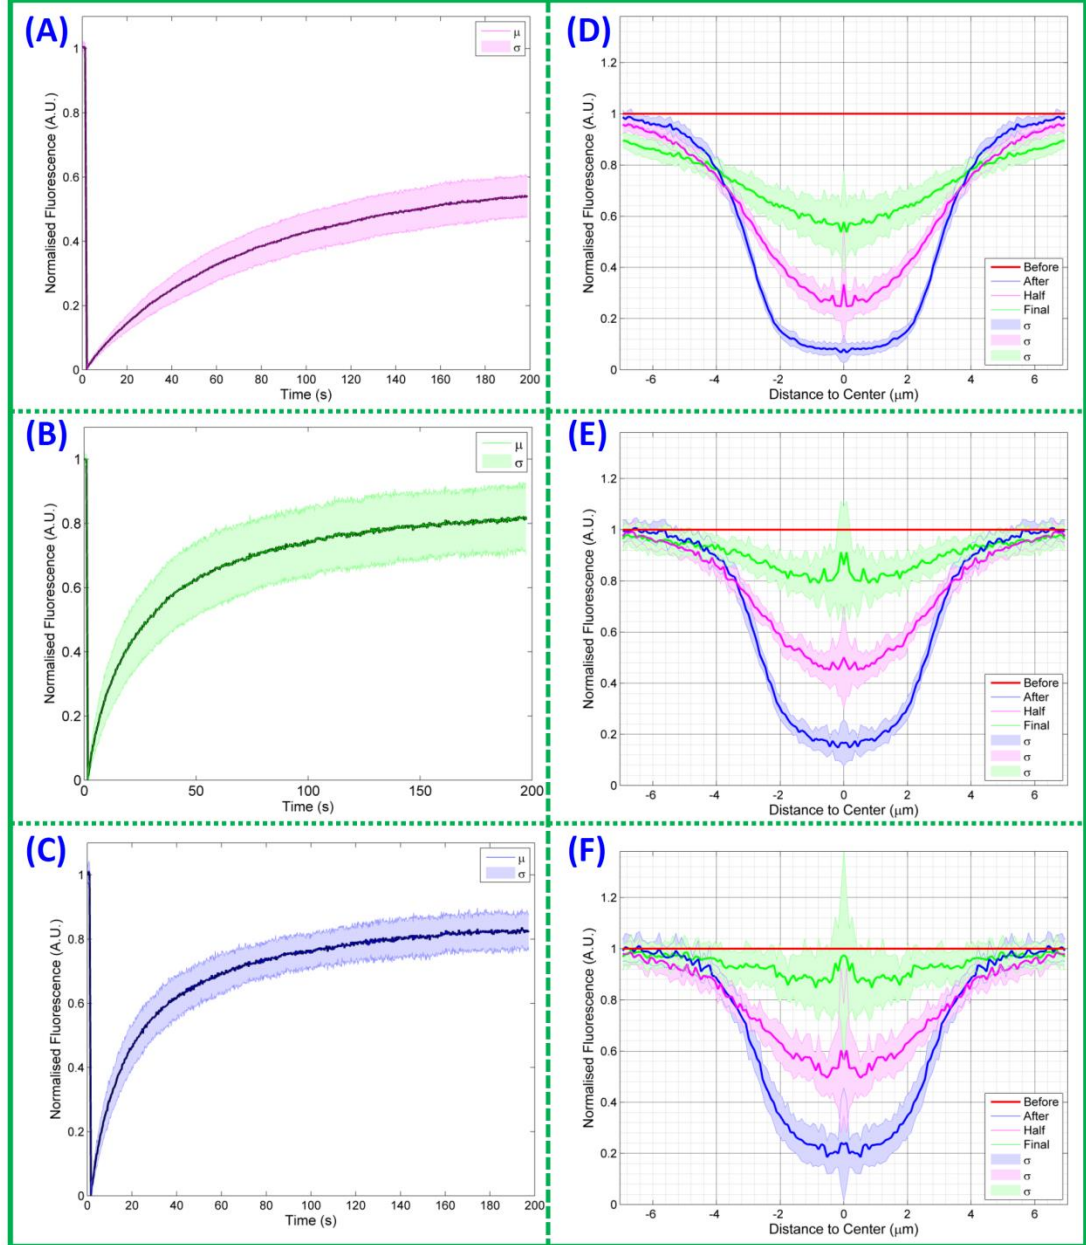 (A)
Normalised Fluorescence (A.U.)
1
0.8
0.6
0.4
0.2
0
0 20 40 60 80 100 120 140 160 180 200
Time (s)
μ
σ
(D)
Normalised Fluorescence (A.U.)
1.2
1
0.8
0.6
0.4
0.2
0
-6 -4 -2 0 2 4 6
Distance to Center (μm)
Before
After
Half
Final
σ
σ
σ
(B)
Normalised Fluorescence (A.U.)
1
0.8
0.6
0.4
0.2
0
0 50 100 150 200
Time (s)
μ
σ
(E)
Normalised Fluorescence (A.U.)
1.2
1
0.8
0.6
0.4
0.2
0
-6 -4 -2 0 2 4 6
Distance to Center (μm)
Before
After
Half
Final
σ
σ
σ
(C)
Normalised Fluorescence (A.U.)
1
0.8
0.6
0.4
0.2
0
0 20 40 60 80 100 120 140 160 180 200
Time (s)
μ
σ
(F)
Normalised Fluorescence (A.U.)
1.2
1
0.8
0.6
0.4
0.2
0
-6 -4 -2 0 2 4 6
Distance to Center (μm)
Before
After
Half
Final
σ
σ
σ